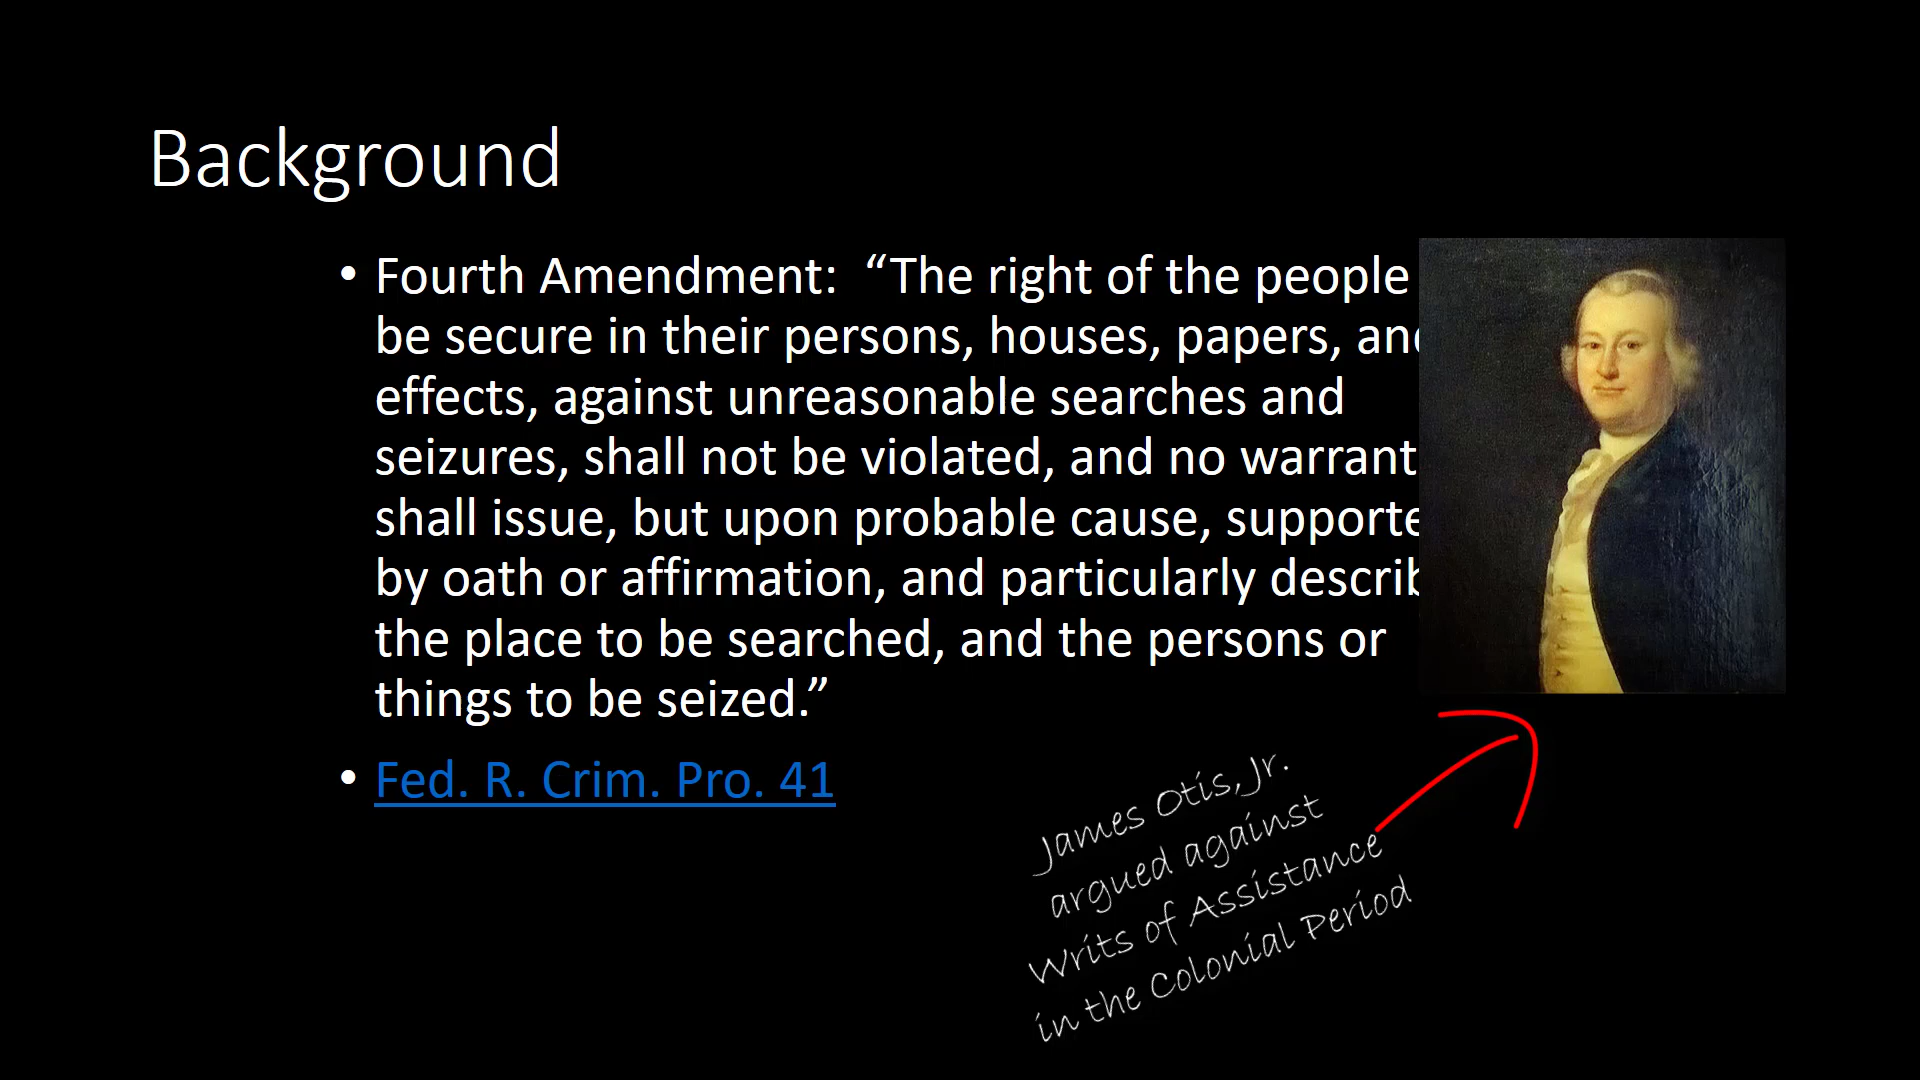 Background
• Fourth Amendment:  “The right of the people
be secure in their persons, houses, papers, and
effects, against unreasonable searches and
seizures, shall not be violated, and no warrant
shall issue, but upon probable cause, supporte
by oath or affirmation, and particularly describ
the place to be searched, and the persons or
things to be seized.”
• Fed. R. Crim. Pro. 41
James Otis, Jr.
argued against
Writs of Assistance
in the Colonial Period